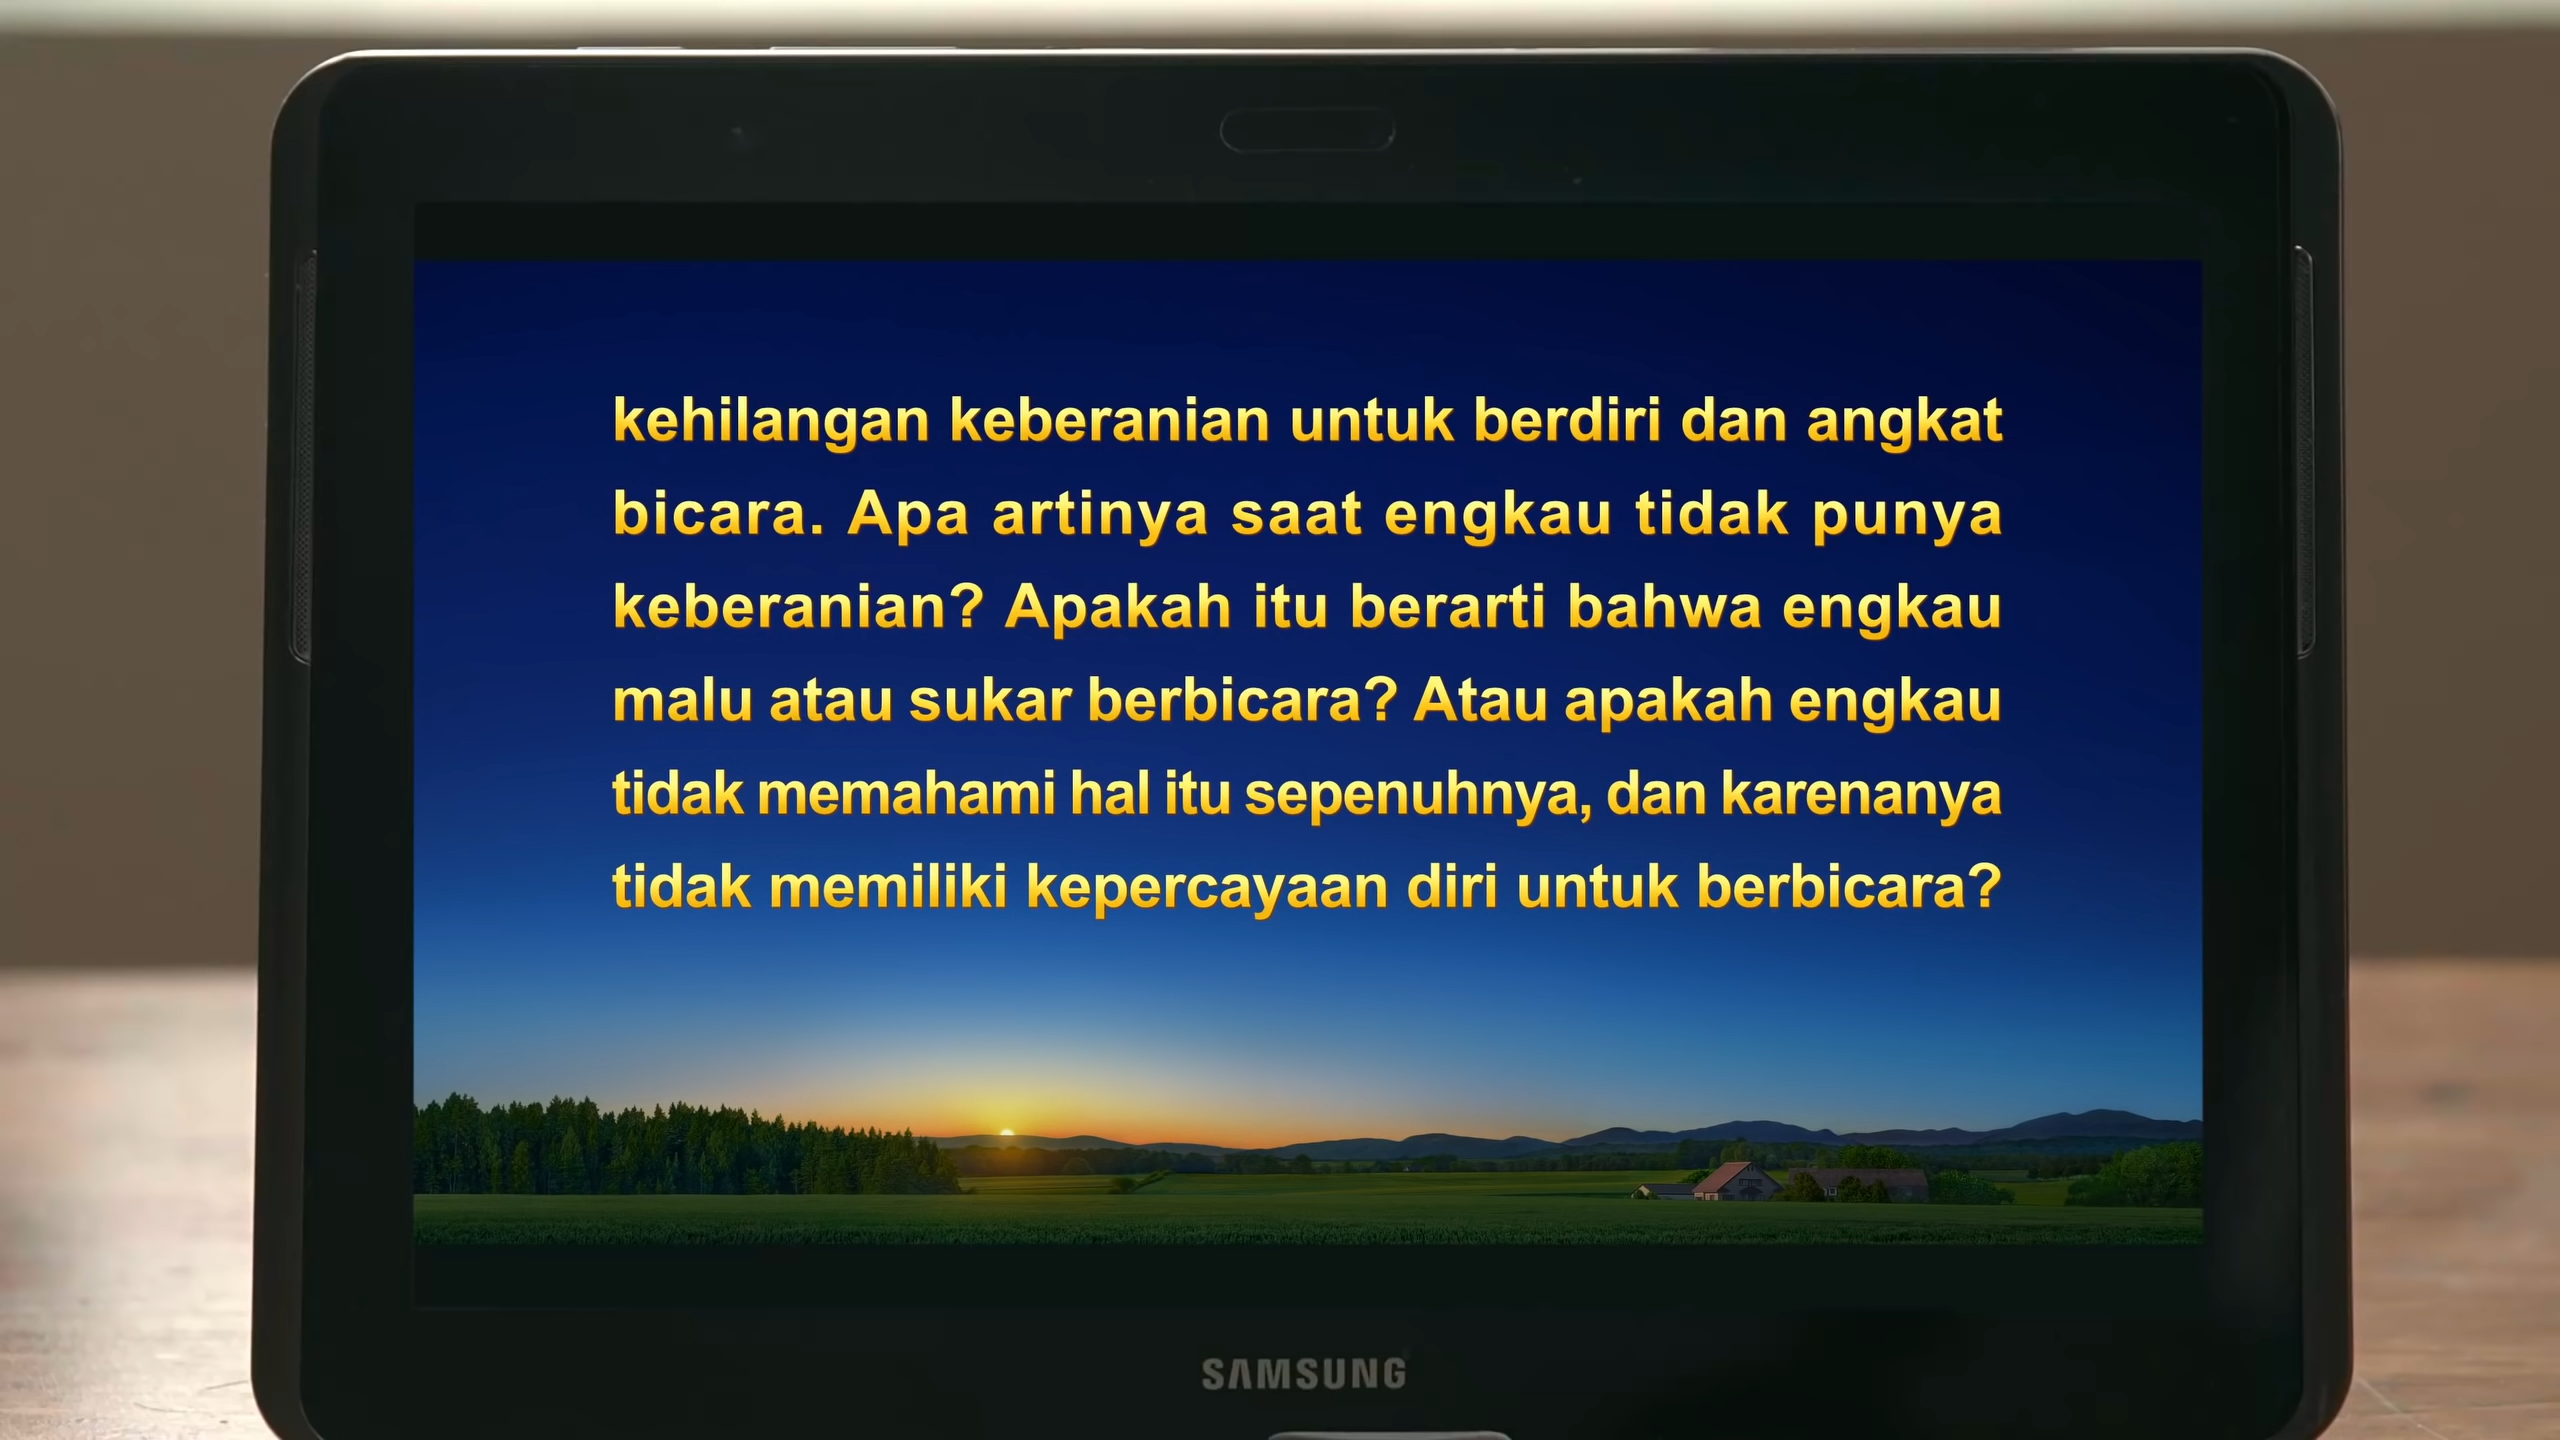 kehilangan keberanian untuk berdiri dan angkat
bicara. Apa artinya saat engkau tidak punya
keberanian? Apakah itu berarti bahwa engkau
malu atau sukar berbicara? Atau apakah engkau
tidak memahami hal itu sepenuhnya, dan karenanya
tidak memiliki kepercayaan diri untuk berbicara?
SAMSUNG